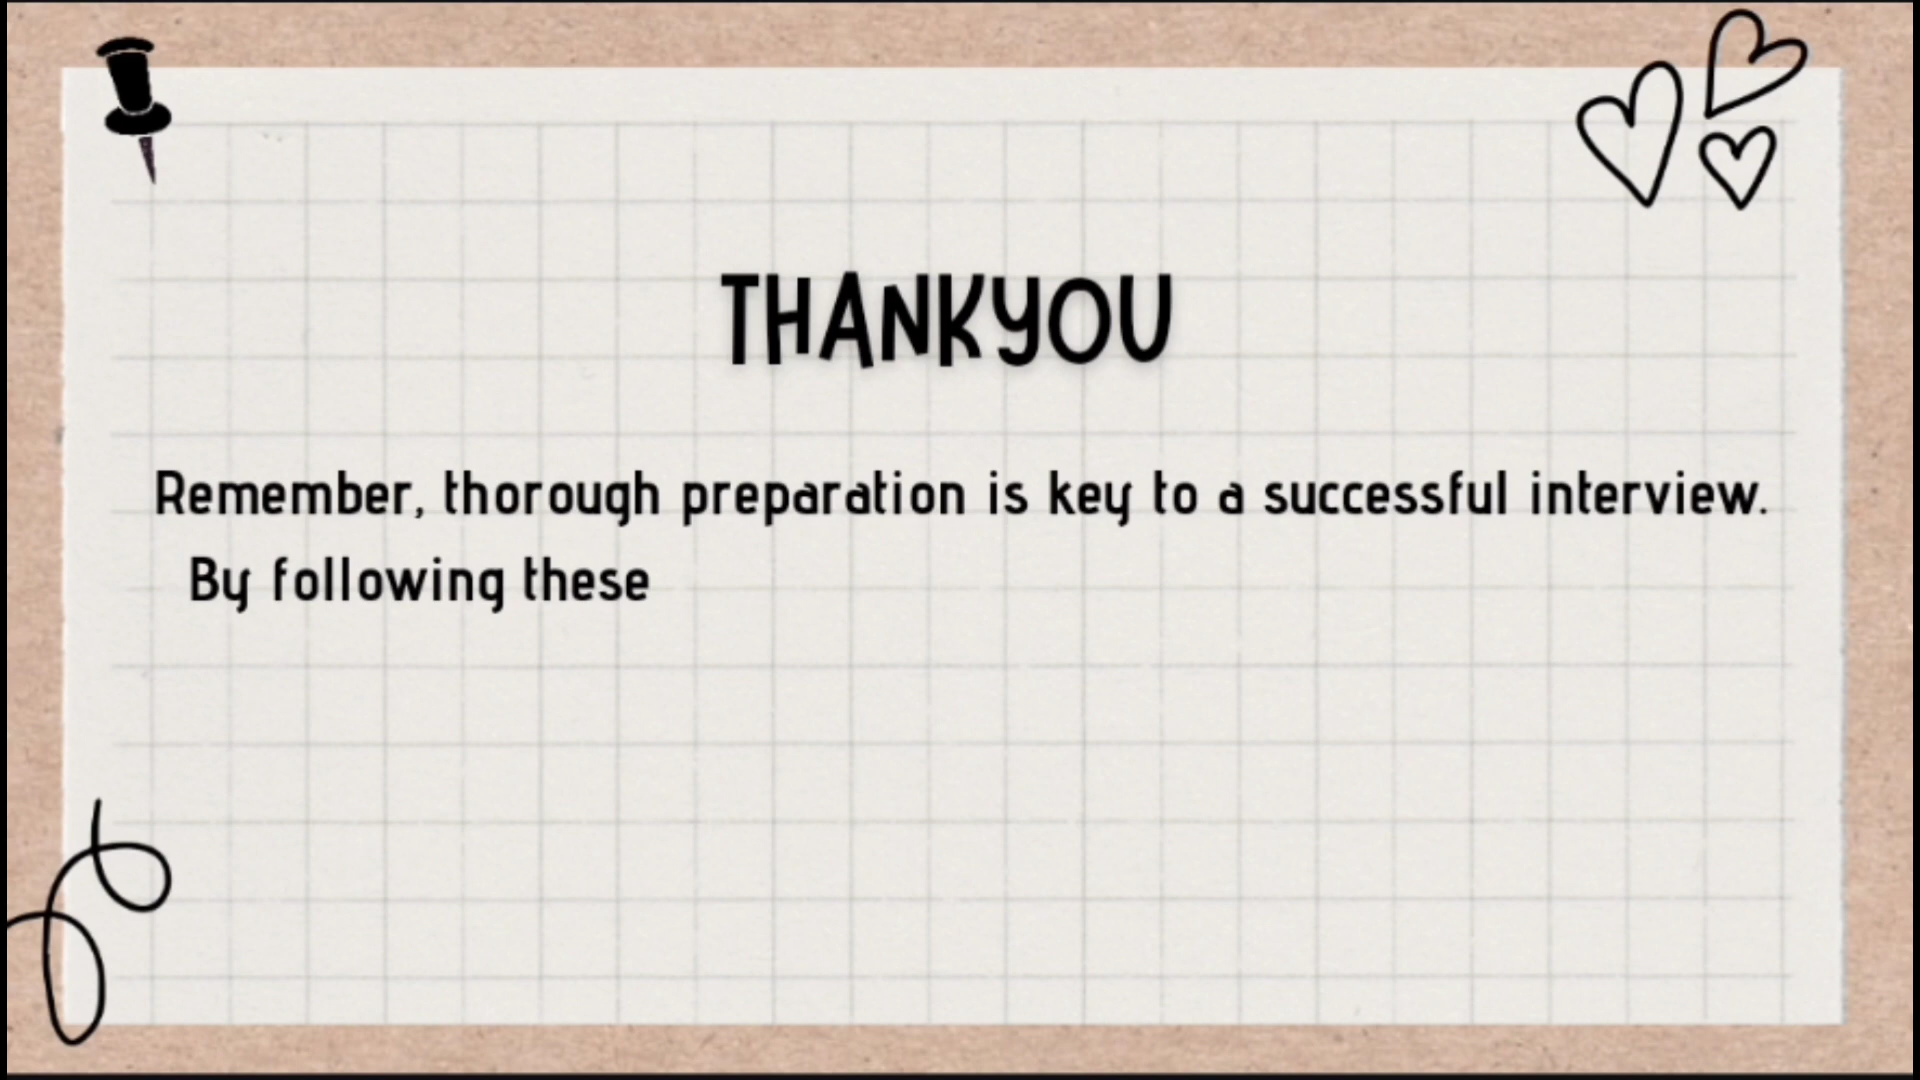 THANKYOU
Remember, thorough preparation is key to a successful interview.
By following these